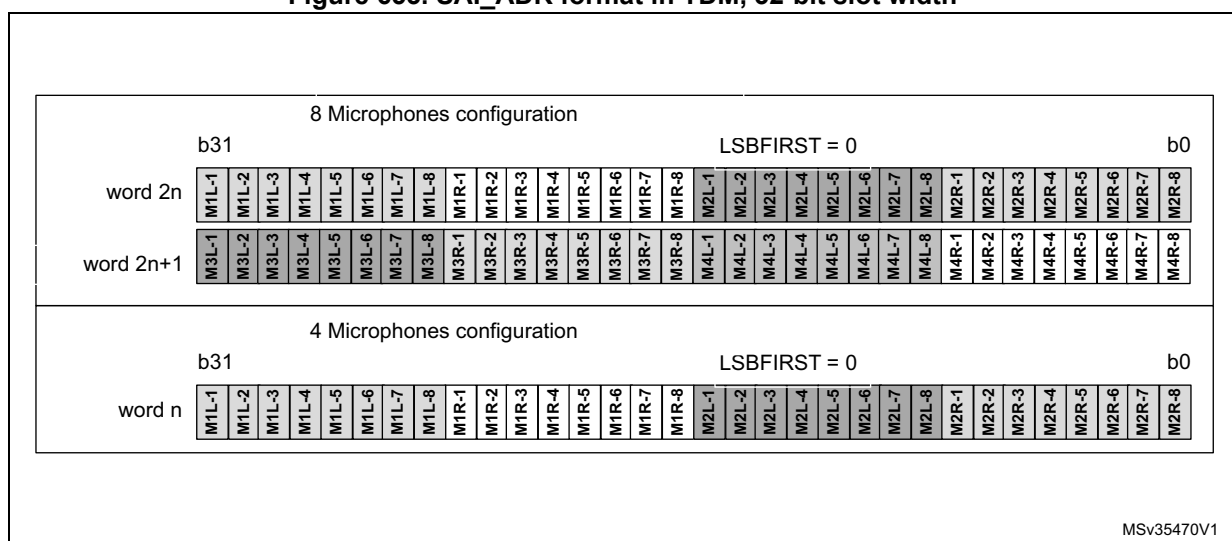 Figure format in TDM, 32-bit slot width
8 Microphones configuration
b31 LSBFIRST = 0 b0
word 2n M1L-1 M1L-2 M1L-3 M1L-4 M1L-5 M1L-6 M1L-7 M1L-8 M1R-1 M1R-2 M1R-3 M1R-4 M1R-5 M1R-6 M1R-7 M1R-8 M2L-1 M2L-2 M2L-3 M2L-4 M2L-5 M2L-6 M2L-7 M2L-8 M2R-1 M2R-2 M2R-3 M2R-4 M2R-5 M2R-6 M2R-7 M2R-8
word 2n+1 M3L-1 M3L-2 M3L-3 M3L-4 M3L-5 M3L-6 M3L-7 M3L-8 M3R-1 M3R-2 M3R-3 M3R-4 M3R-5 M3R-6 M3R-7 M3R-8 M4L-1 M4L-2 M4L-3 M4L-4 M4L-5 M4L-6 M4L-7 M4L-8 M4R-1 M4R-2 M4R-3 M4R-4 M4R-5 M4R-6 M4R-7 M4R-8
4 Microphones configuration
b31 LSBFIRST = 0 b0
word n M1L-1 M1L-2 M1L-3 M1L-4 M1L-5 M1L-6 M1L-7 M1L-8 M1R-1 M1R-2 M1R-3 M1R-4 M1R-5 M1R-6 M1R-7 M1R-8 M2L-1 M2L-2 M2L-3 M2L-4 M2L-5 M2L-6 M2L-7 M2L-8 M2R-1 M2R-2 M2R-3 M2R-4 M2R-5 M2R-6 M2R-7 M2R-8
MSv35470V1